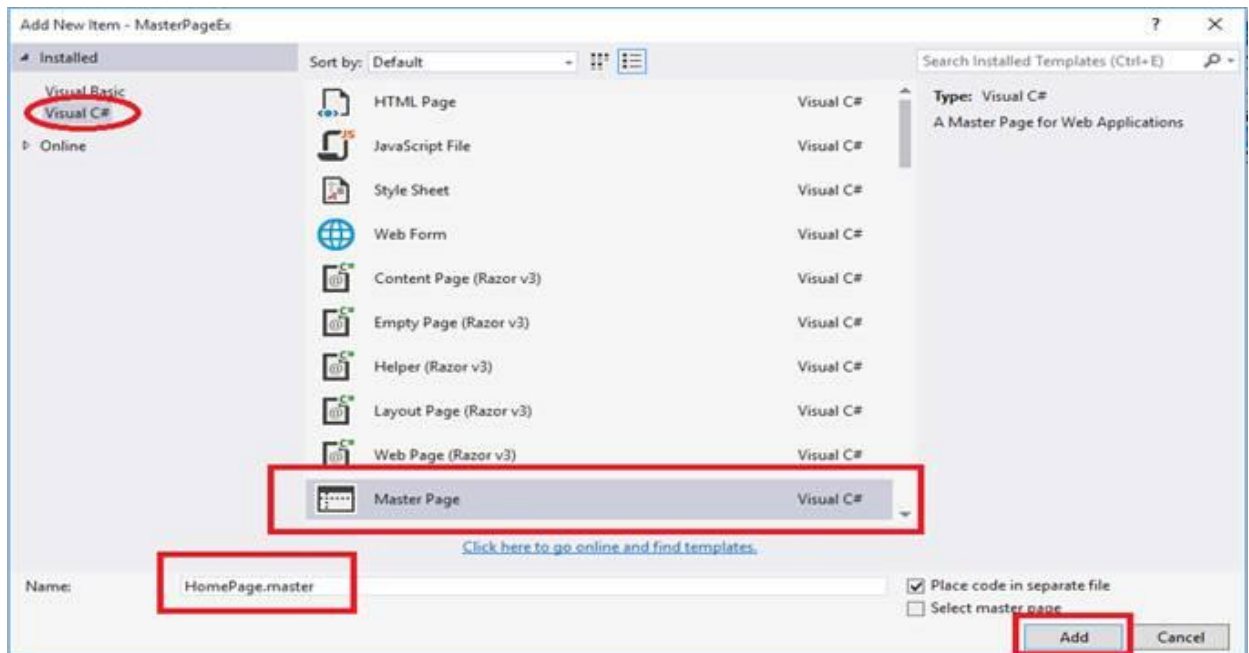 Add New Item - MasterPageEx
? ×
Installed
Visual Basic
Visual C#
Online
Sort by: Default
Search Installed Templates (Ctrl+E)
HTML Page Visual C#
JavaScript File Visual C#
Style Sheet Visual C#
Web Form Visual C#
Content Page (Razor v3) Visual C#
Empty Page (Razor v3) Visual C#
Helper (Razor v3) Visual C#
Layout Page (Razor v3) Visual C#
Web Page (Razor v3) Visual C#
Master Page Visual C#
Click here to go online and find templates.
Type: Visual C#
A Master Page for Web Applications
Name: HomePage.master
Place code in separate file
Select master page
Add Cancel